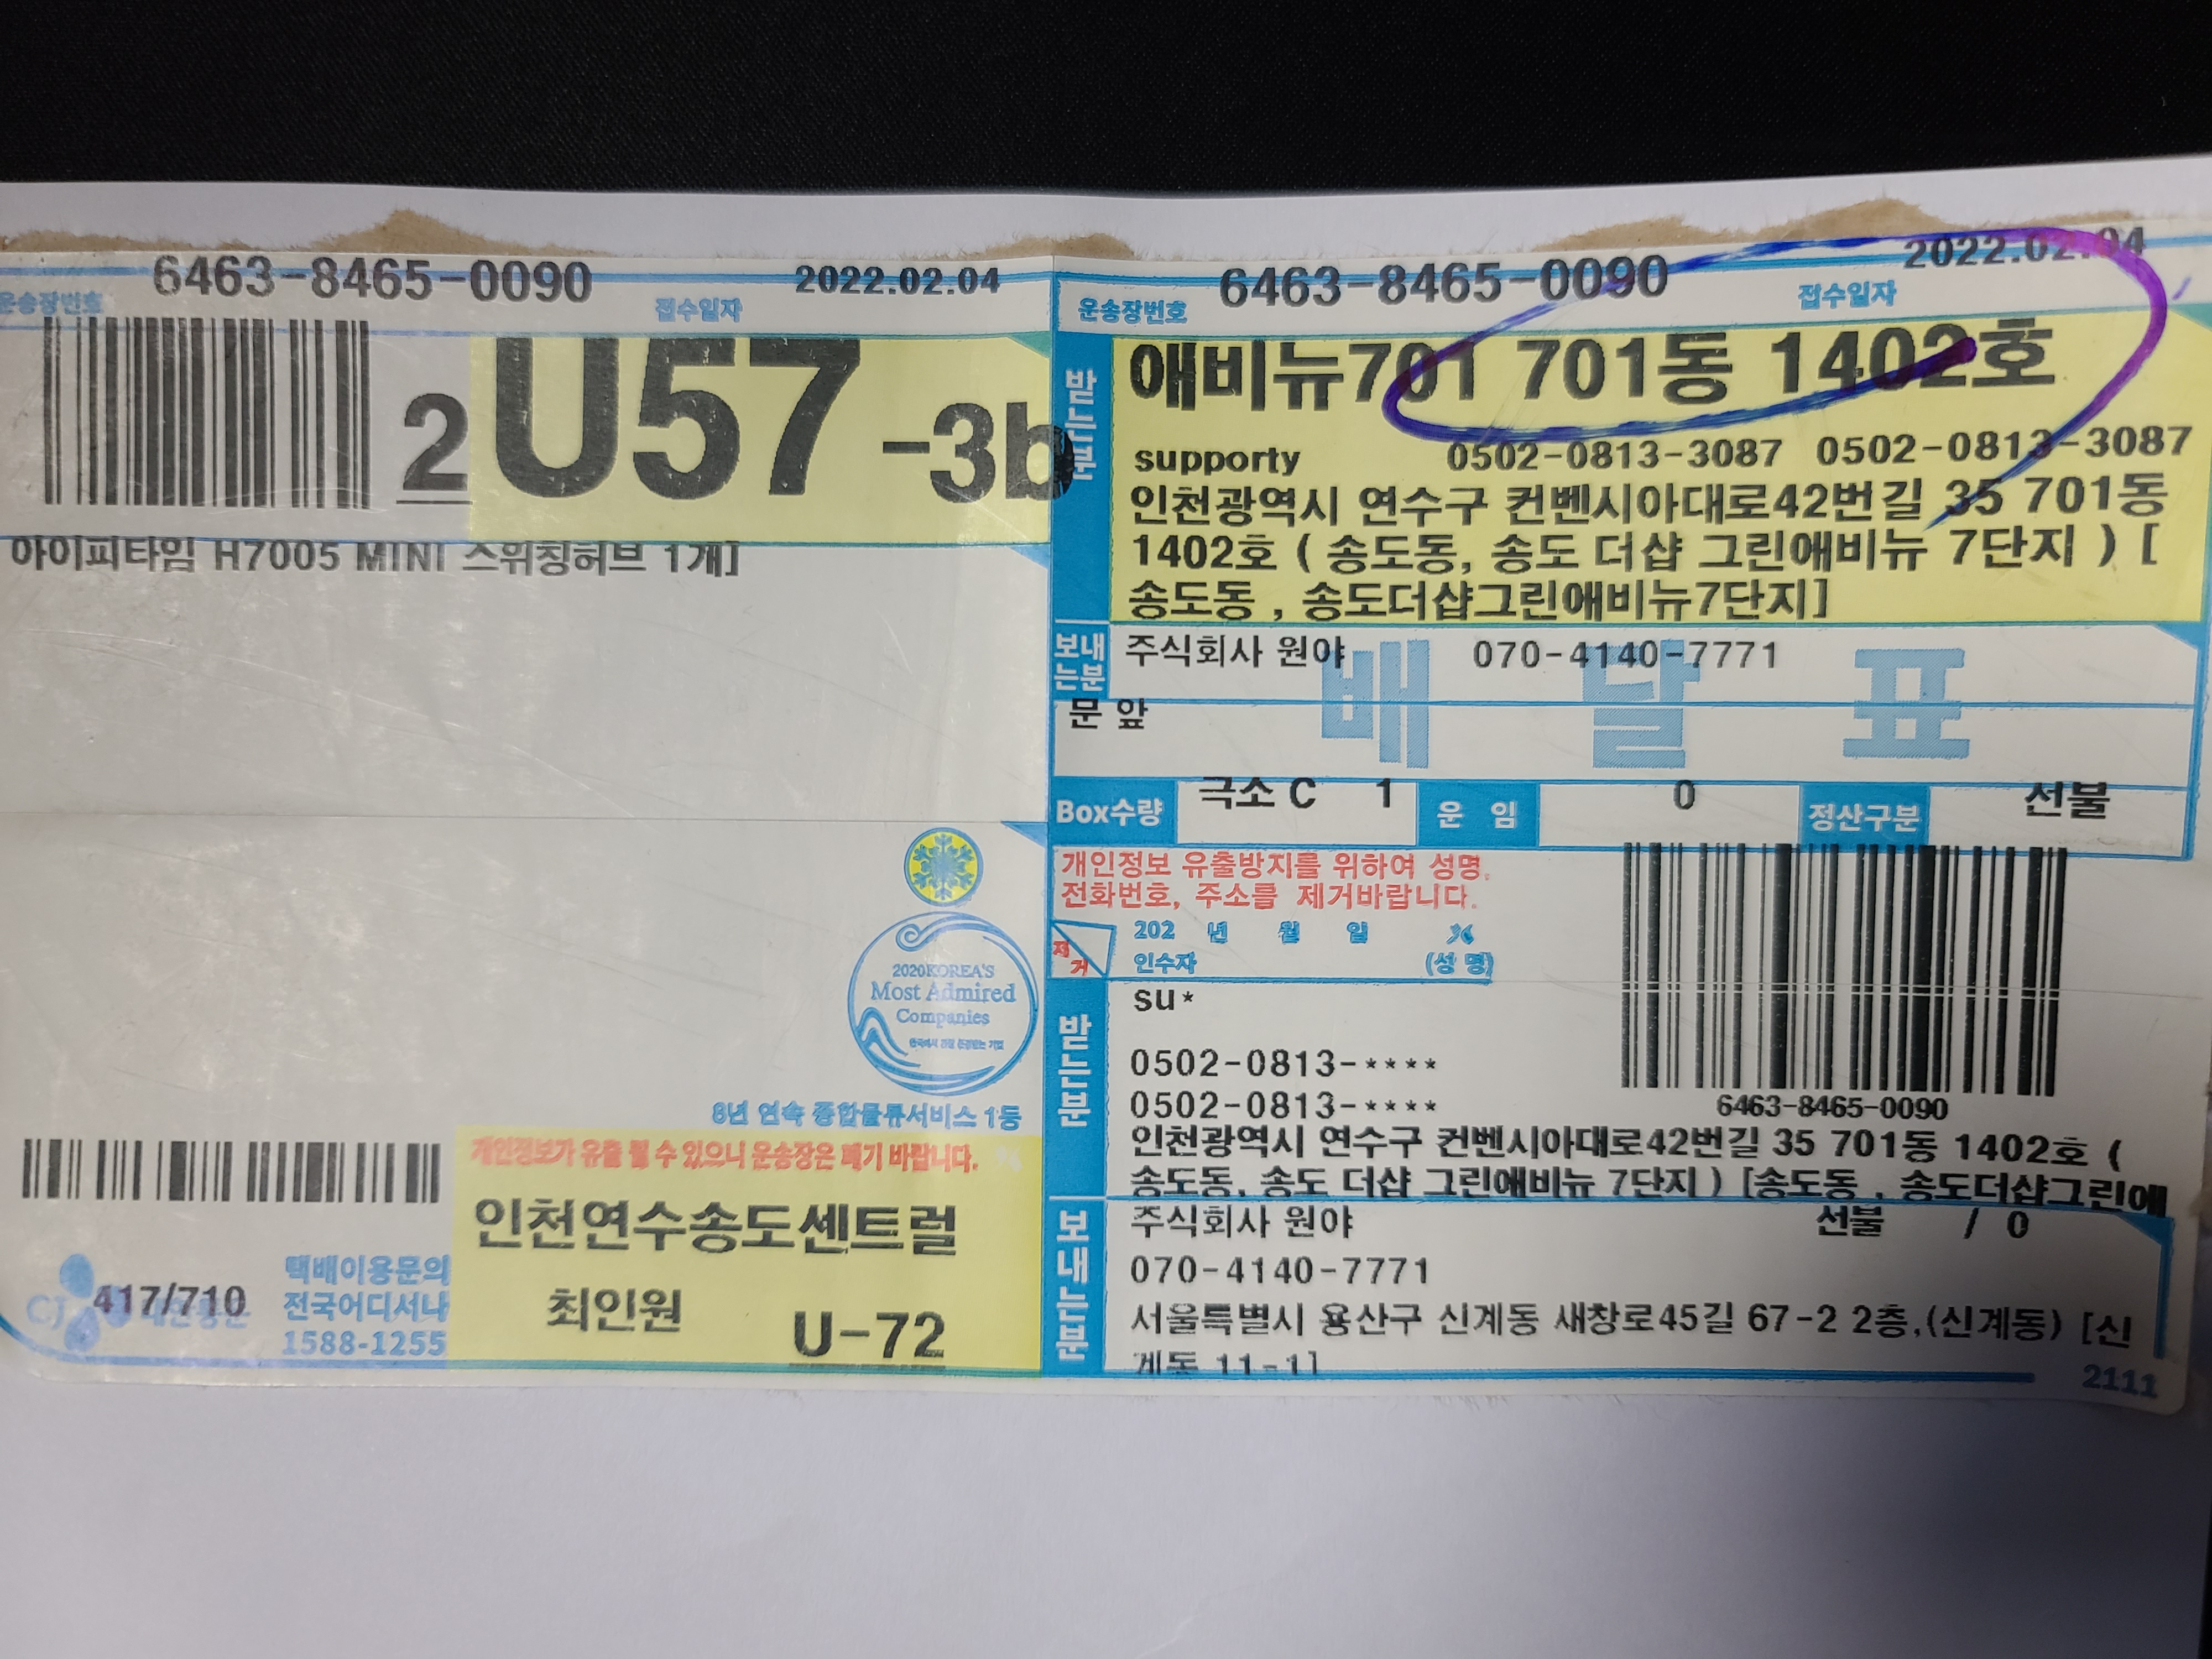 6463-8465-0090 2022.02.04
운송장번호 접수일자
2 U57 -3b
아이피타임 H7005 MINI 스위칭허브 1개]
2020KOREA'S
Most Admired
Companies
8년 연속 종합물류서비스 1등
개인정보가 유출 될 수 있으니 운송장은 폐기 바랍니다.
인천연수송도센트럴
최인원 U-72
417/710
택배이용문의
전국어디서나
1588-1255
6463-8465-0090 2022.02.04
운송장번호 접수일자
받는분
애비뉴701 701동 1402호
supporty 0502-0813-3087 0502-0813-3087
인천광역시 연수구 컨벤시아대로42번길 35 701동
1402호 ( 송도동, 송도 더샵 그린애비뉴 7단지 ) [
송도동 , 송도더샵그린애비뉴7단지]
보내는분
주식회사 원야 070-4140-7771
문 앞
배달표
Box수량 극소 C 1 운 임 0 정산구분 선불
개인정보 유출방지를 위하여 성명,
전화번호, 주소를 제거바랍니다.
제거
202 년 월 일 시
인수자 (성 명)
받는분
su*
0502-0813-****
0502-0813-****
6463-8465-0090
인천광역시 연수구 컨벤시아대로42번길 35 701동 1402호 (
송도동, 송도 더샵 그린애비뉴 7단지 ) [송도동 , 송도더샵그린애
보내는분
주식회사 원야 선불 / 0
070-4140-7771
서울특별시 용산구 신계동 새창로45길 67-2 2층,(신계동) [신
계동 11-1]
2111